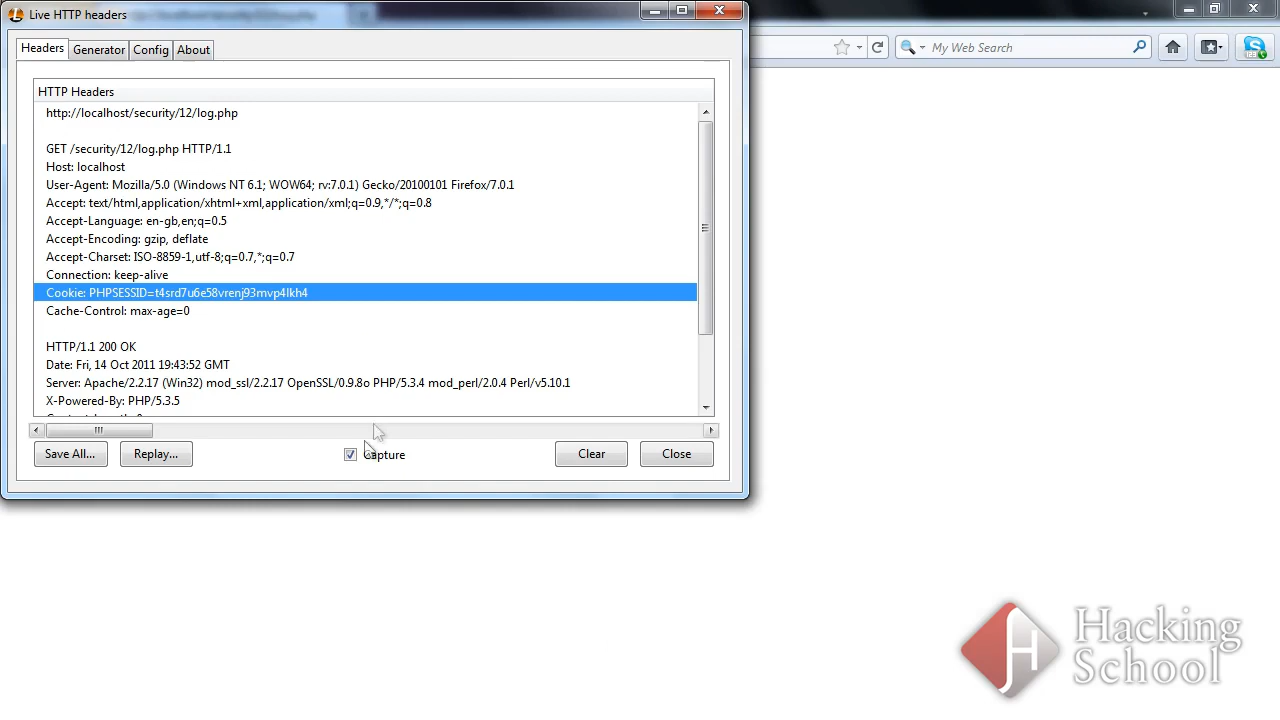 Live HTTP headers
Headers Generator Config About
My Web Search
HTTP Headers
http://localhost/security/12/log.php
GET /security/12/log.php HTTP/1.1
Host: localhost
User-Agent: Mozilla/5.0 (Windows NT 6.1; WOW64; rv:7.0.1) Gecko/20100101 Firefox/7.0.1
Accept: text/html,application/xhtml+xml,application/xml;q=0.9,*/*;q=0.8
Accept-Language: en-gb,en;q=0.5
Accept-Encoding: gzip, deflate
Accept-Charset: ISO-8859-1,utf-8;q=0.7,*;q=0.7
Connection: keep-alive
Cookie: PHPSESSID=t4srd7u6e58vrenj93mvp4lkh4
Cache-Control: max-age=0
HTTP/1.1 200 OK
Date: Fri, 14 Oct 2011 19:43:52 GMT
Server: Apache/2.2.17 (Win32) mod_ssl/2.2.17 OpenSSL/0.9.8o PHP/5.3.4 mod_perl/2.0.4 Perl/v5.10.1
X-Powered-By: PHP/5.3.5
Save All... Replay... Capture Clear Close
Hacking
School